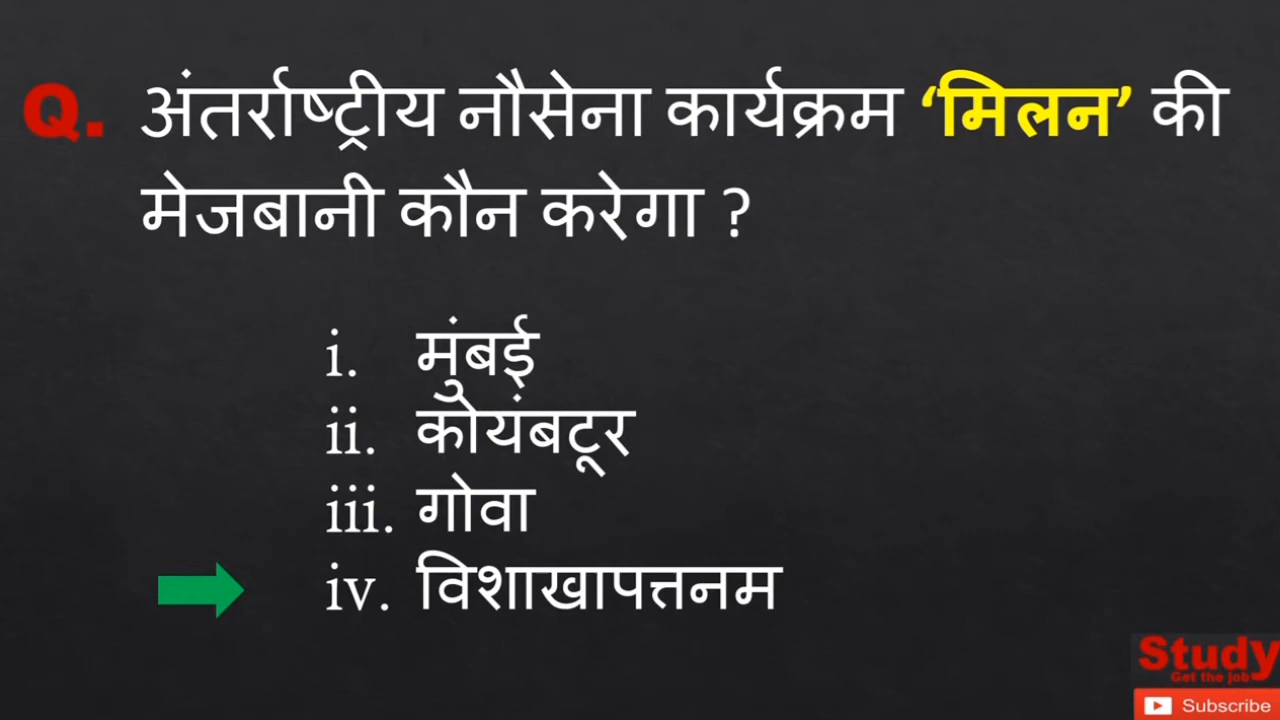 Q. अंतर्राष्ट्रीय नौसेना कार्यक्रम ‘मिलन’ की
मेजबानी कौन करेगा ?
i. मुंबई
ii. कोयंबटूर
iii. गोवा
iv. विशाखापत्तनम
Study
Get the job
Subscribe